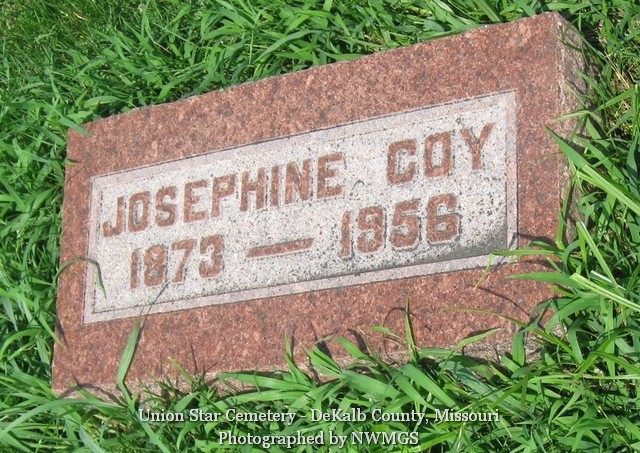 JOSEPHINE COY
1873 — 1956
Union Star Cemetery - DeKalb County, Missouri
Photographed by NWMGS